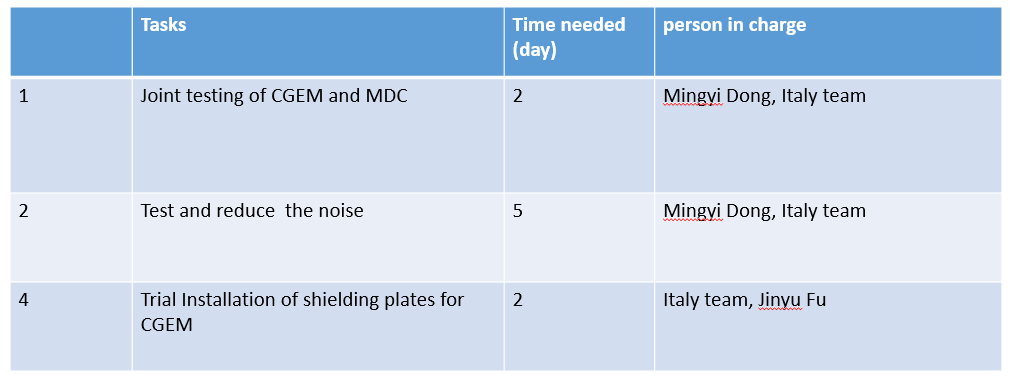 Tasks Time needed person in charge
(day)
1 Joint testing of CGEM and MDC 2 Mingyi Dong, Italy team
2 Test and reduce  the noise 5 Mingyi Dong, Italy team
4 Trial Installation of shielding plates for 2 Italy team, Jinyu Fu
CGEM